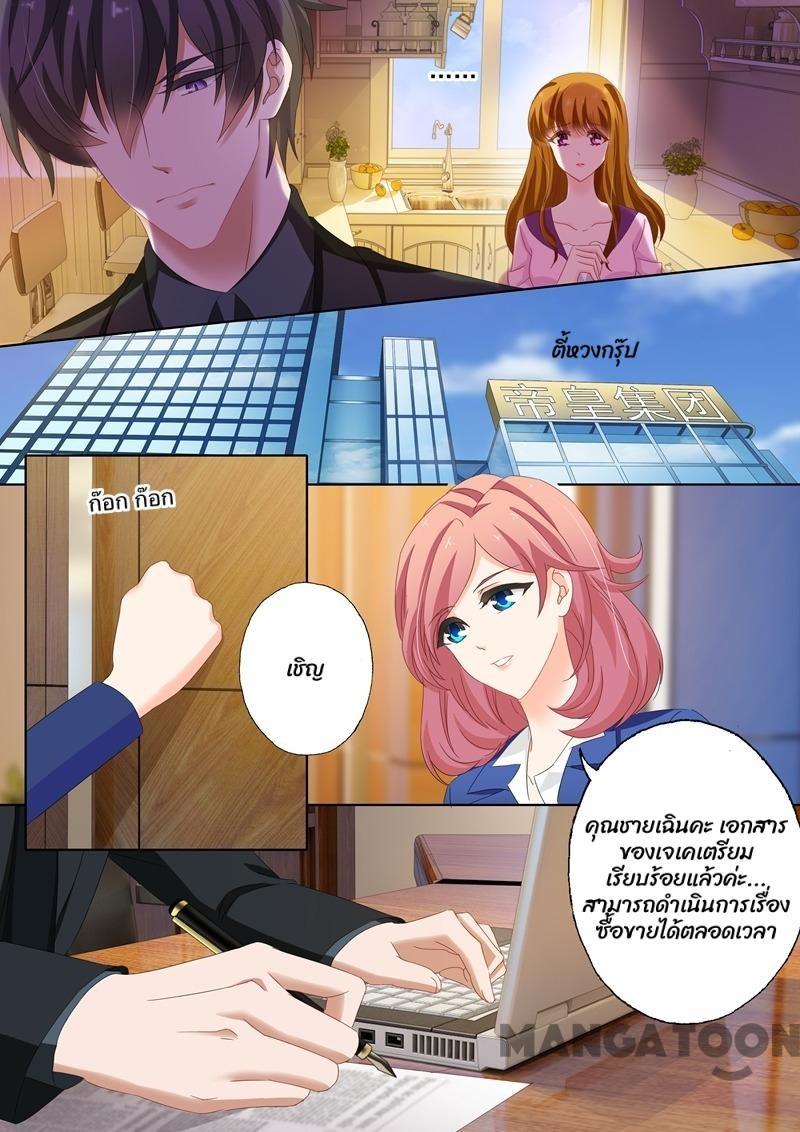 ......
ตี้หวงกรุ๊ป
帝皇集团
ก๊อก ก๊อก
เชิญ
คุณชายเฉินคะ เอกสาร
ของเจเคเตรียม
เรียบร้อยแล้วค่ะ...
สามารถดำเนินการเรื่อง
ซื้อขายได้ตลอดเวลา
MANGATOON